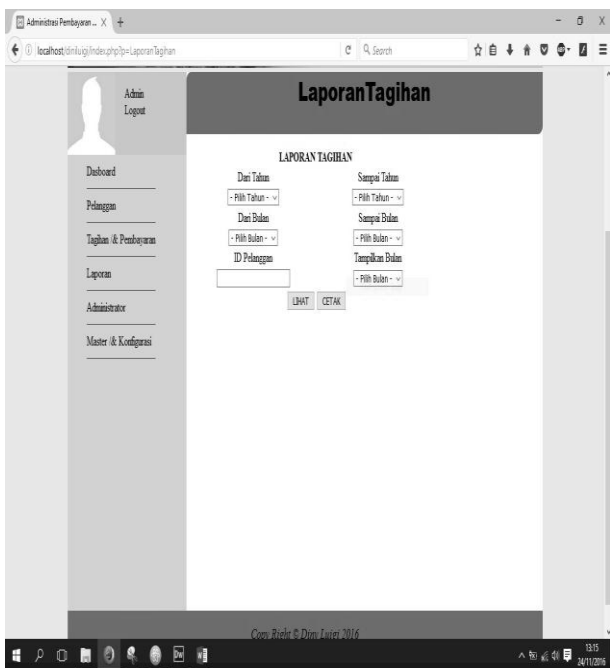 Administrasi Pembayaran ...
localhost/diniluigi/index.php?p=LaporanTagihan
Search
Admin
Logout
LaporanTagihan
Dasboard
Pelanggan
Tagihan \& Pembayaran
Laporan
Administrator
Master \& Konfigurasi
LAPORAN TAGIHAN
Dari Tahun Sampai Tahun
- Pilih Tahun - - Pilih Tahun -
Dari Bulan Sampai Bulan
- Pilih Bulan - - Pilih Bulan -
ID Pelanggan Tampilkan Bulan
- Pilih Bulan -
LIHAT CETAK
Copy Right © Diny Luigi 2016
13:15
24/11/2016